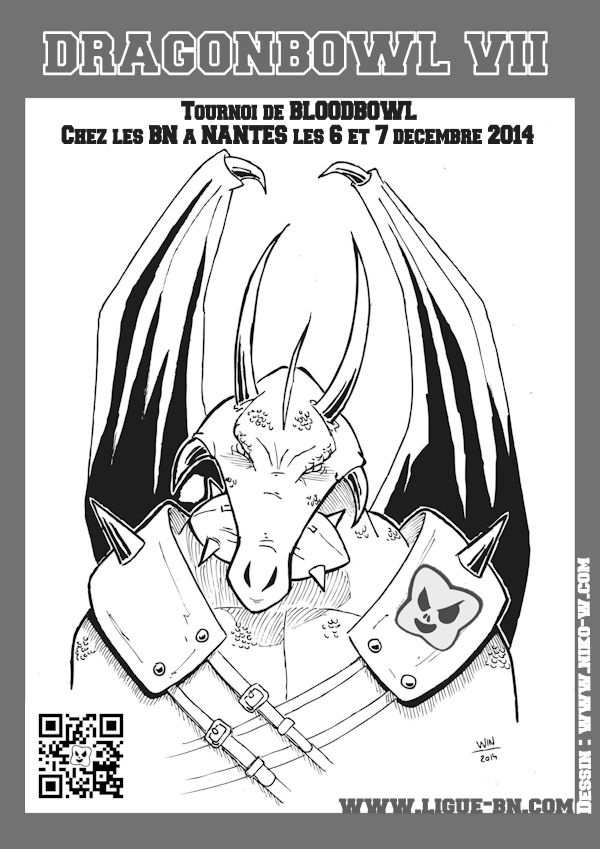 DRAGONBOWL VII
TOURNOI DE BLOODBOWL
CHEZ LES BN A NANTES LES 6 ET 7 DECEMBRE 2014
WIN
2014
WWW.LIGUE-BN.COM
DESSIN : WWW.NIKO-W.COM